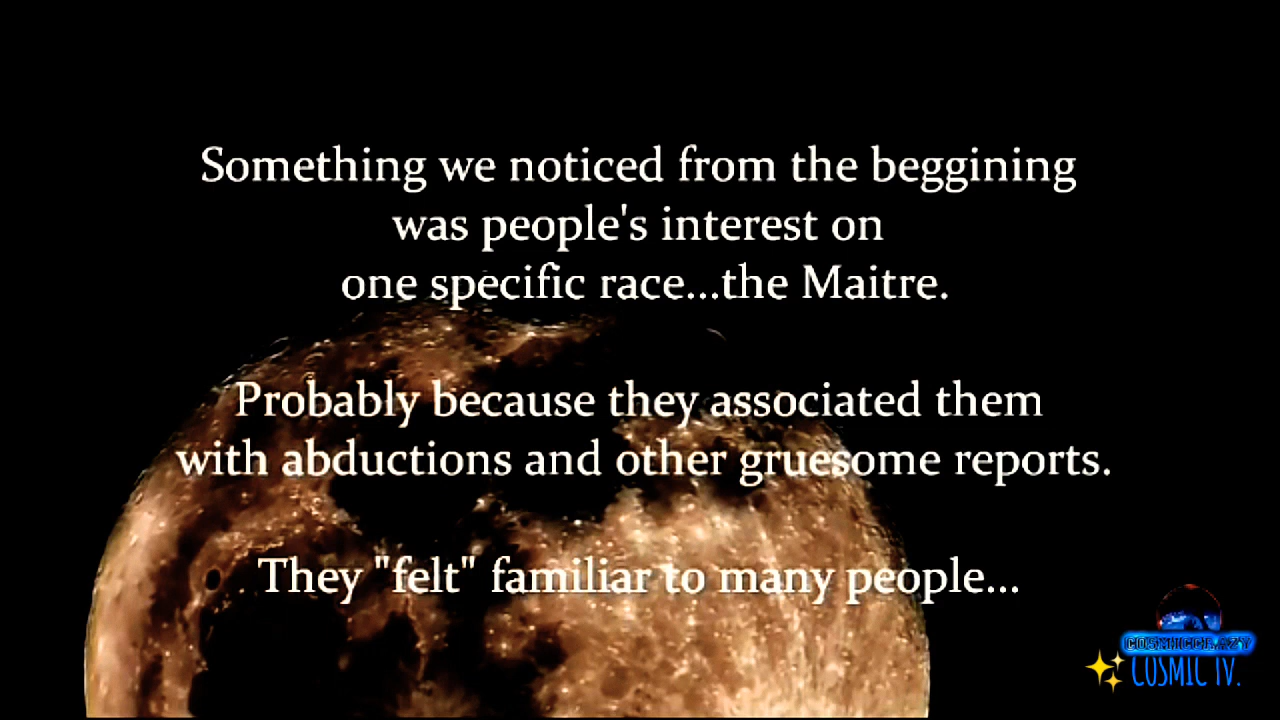 Something we noticed from the beggining
was people's interest on
one specific race...the Maitre.
Probably because they associated them
with abductions and other gruesome reports.
They "felt" familiar to many people...
COSMICCRAZY
COSMIC TV.